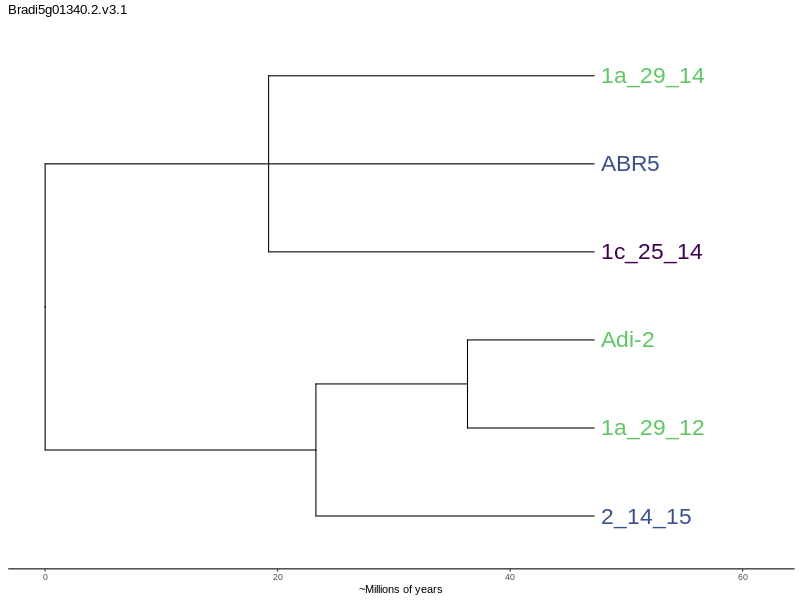 Bradi5g01340.2.v3.1
1a_29_14
ABR5
1c_25_14
Adi-2
1a_29_12
2_14_15
0 20 40 60
~Millions of years